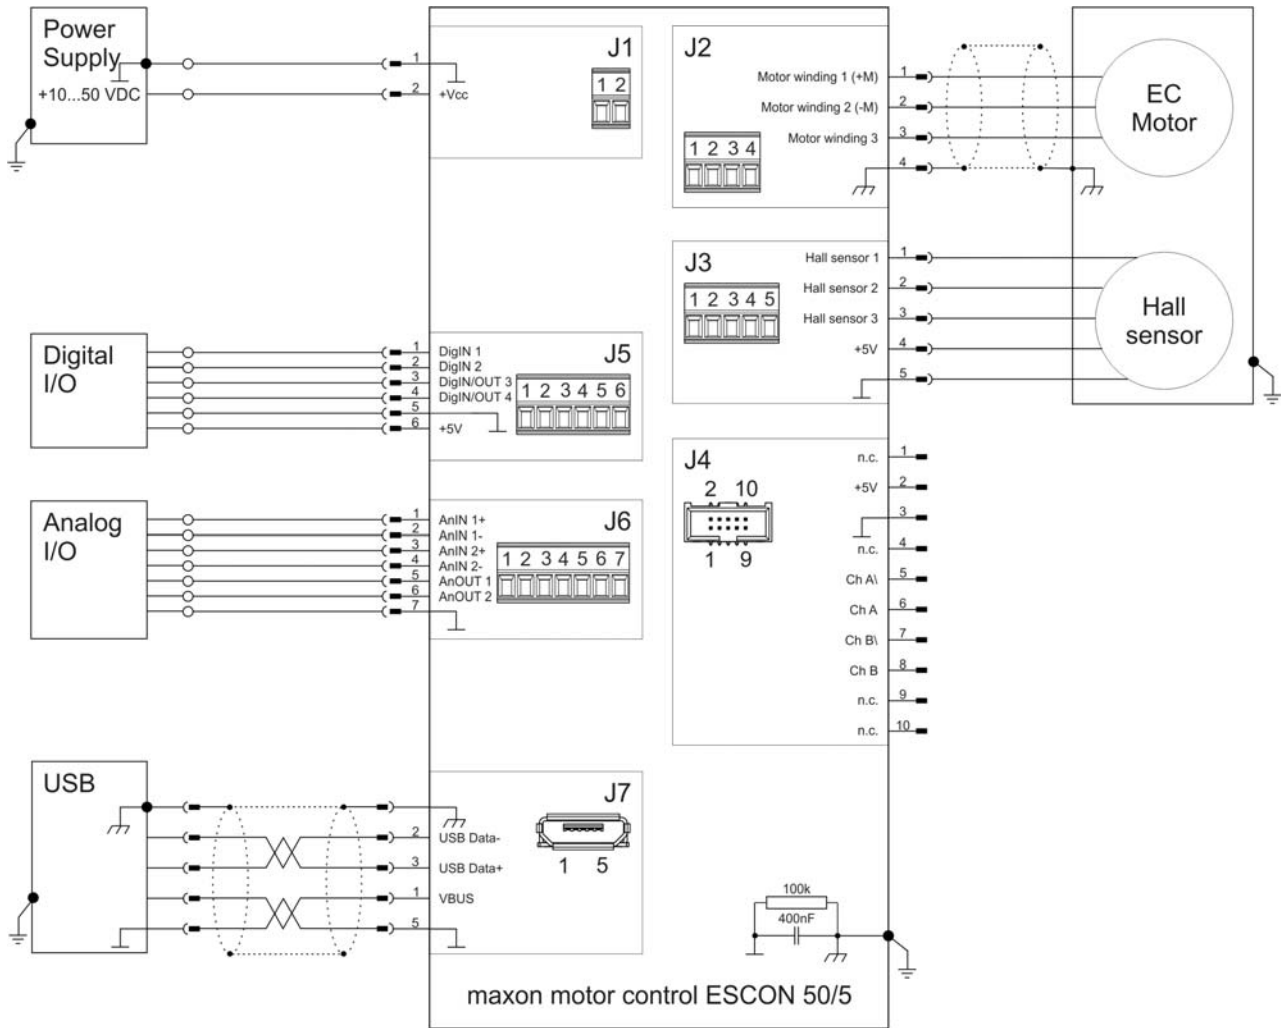 Power
Supply
+10...50 VDC
1
2
+Vcc
J1
1 2
J2
1 2 3 4
Motor winding 1 (+M)
1
Motor winding 2 (-M)
2
Motor winding 3
3
4
EC
Motor
J3
1 2 3 4 5
Hall sensor 1
1
Hall sensor 2
2
Hall sensor 3
3
+5V
4
5
Hall
sensor
Digital
I/O
1
DigIN 1
2
DigIN 2
3
DigIN/OUT 3
4
DigIN/OUT 4
5
6
+5V
J5
1 2 3 4 5 6
J4
2 10
1 9
n.c.
1
+5V
2
3
n.c.
4
Ch A\
5
Ch A
6
Ch B\
7
Ch B
8
n.c.
9
n.c.
10
Analog
I/O
1
AnIN 1+
2
AnIN 1-
3
AnIN 2+
4
AnIN 2-
5
AnOUT 1
6
AnOUT 2
7
J6
1 2 3 4 5 6 7
USB
2
USB Data-
3
USB Data+
1
VBUS
5
J7
1 5
100k
400nF
maxon motor control ESCON 50/5